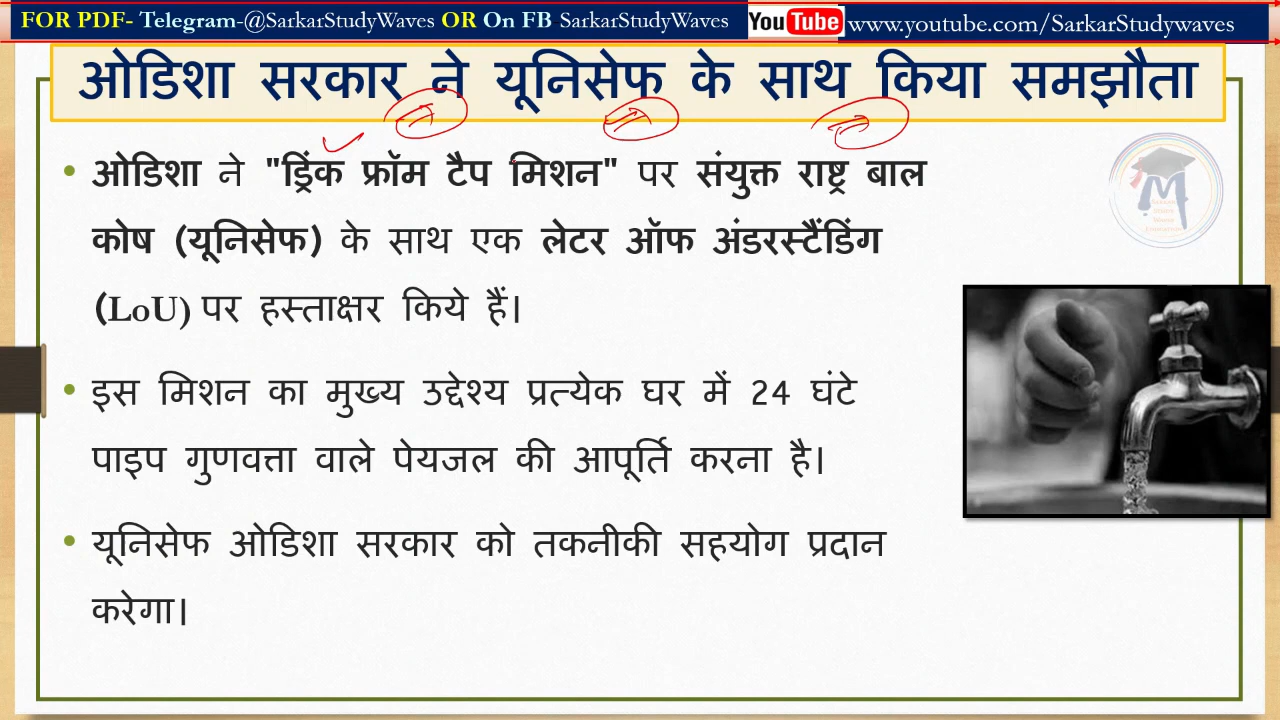 FOR PDF- Telegram-@SarkarStudyWaves OR On FB-SarkarStudyWaves YouTube www.youtube.com/SarkarStudywaves
ओडिशा सरकार ने यूनिसेफ के साथ किया समझौता
• ओडिशा ने "ड्रिंक फ्रॉम टैप मिशन" पर संयुक्त राष्ट्र बाल
कोष (यूनिसेफ) के साथ एक लेटर ऑफ अंडरस्टैंडिंग
(LoU) पर हस्ताक्षर किये हैं।
• इस मिशन का मुख्य उद्देश्य प्रत्येक घर में 24 घंटे
पाइप गुणवत्ता वाले पेयजल की आपूर्ति करना है।
• यूनिसेफ ओडिशा सरकार को तकनीकी सहयोग प्रदान
करेगा।